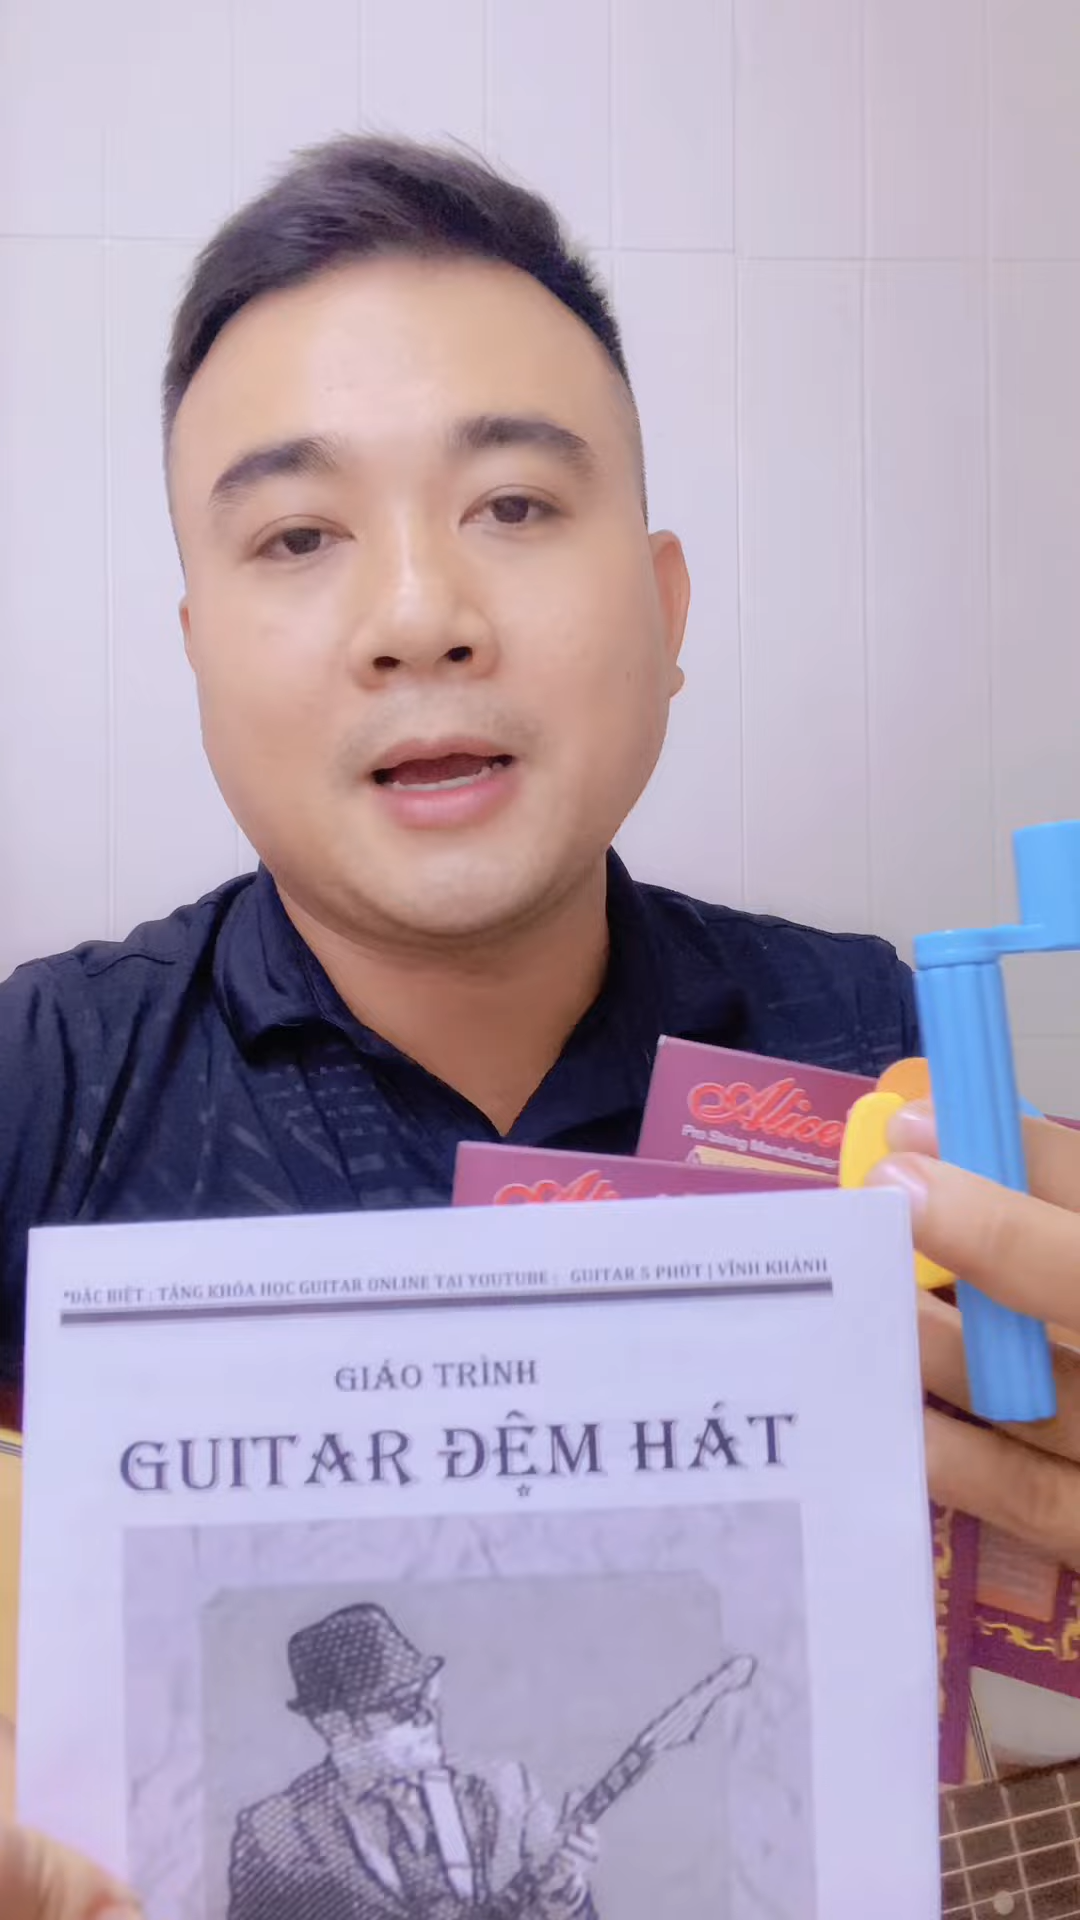 Alice
Pro String Manufacturer
*ĐẶC BIỆT : TẶNG KHÓA HỌC GUITAR ONLINE TẠI YOUTUBE : GUITAR 5 PHÚT | VĨNH KHÁNH
GIÁO TRÌNH
GUITAR ĐỆM HÁT